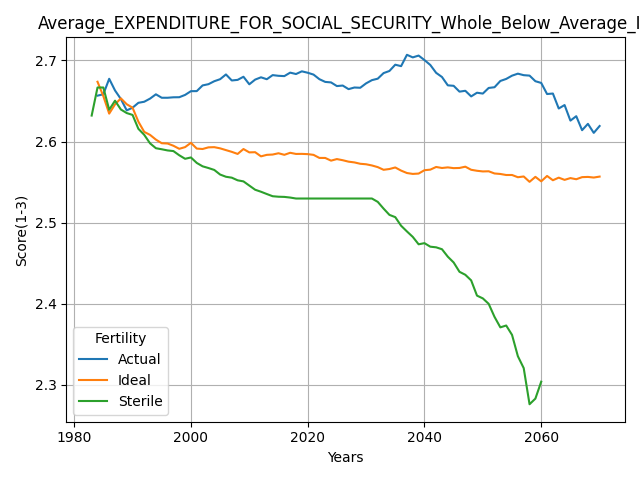 Average_EXPENDITURE_FOR_SOCIAL_SECURITY_Whole_Below_Average_I
2.7
2.6
2.5
2.4
2.3
Score(1-3)
Fertility
Actual
Ideal
Sterile
1980 2000 2020 2040 2060
Years